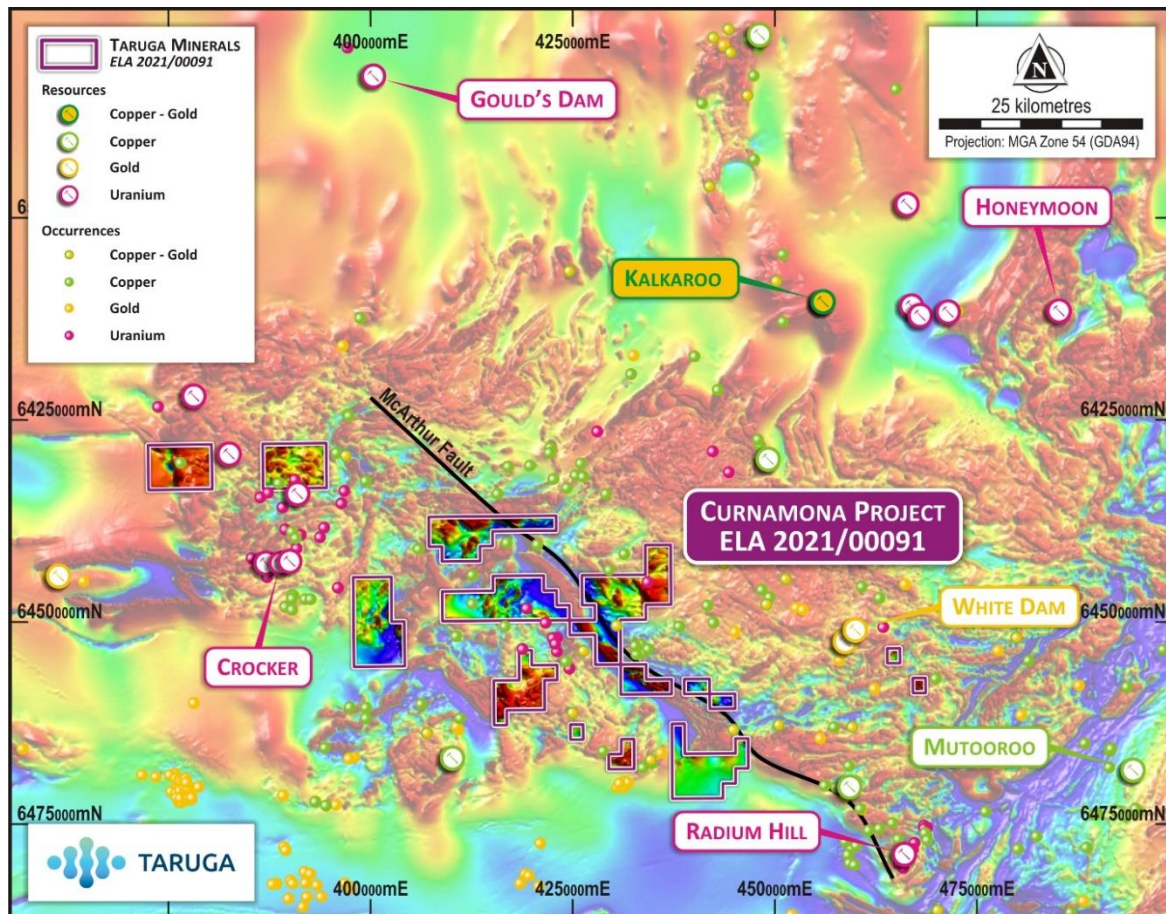 TARUGA MINERALS
ELA 2021/00091
Resources
Copper - Gold
Copper
Gold
Uranium
Occurrences
Copper - Gold
Copper
Gold
Uranium
400000mE
425000mE
N
25 kilometres
Projection: MGA Zone 54 (GDA94)
GOULD'S DAM
HONEYMOON
KALKAROO
6425000mN
6425000mN
McArthur Fault
CURNAMONA PROJECT
ELA 2021/00091
6450000mN
6450000mN
WHITE DAM
CROCKER
MUTOOROO
6475000mN
6475000mN
RADIUM HILL
TARUGA
400000mE
425000mE
450000mE
475000mE